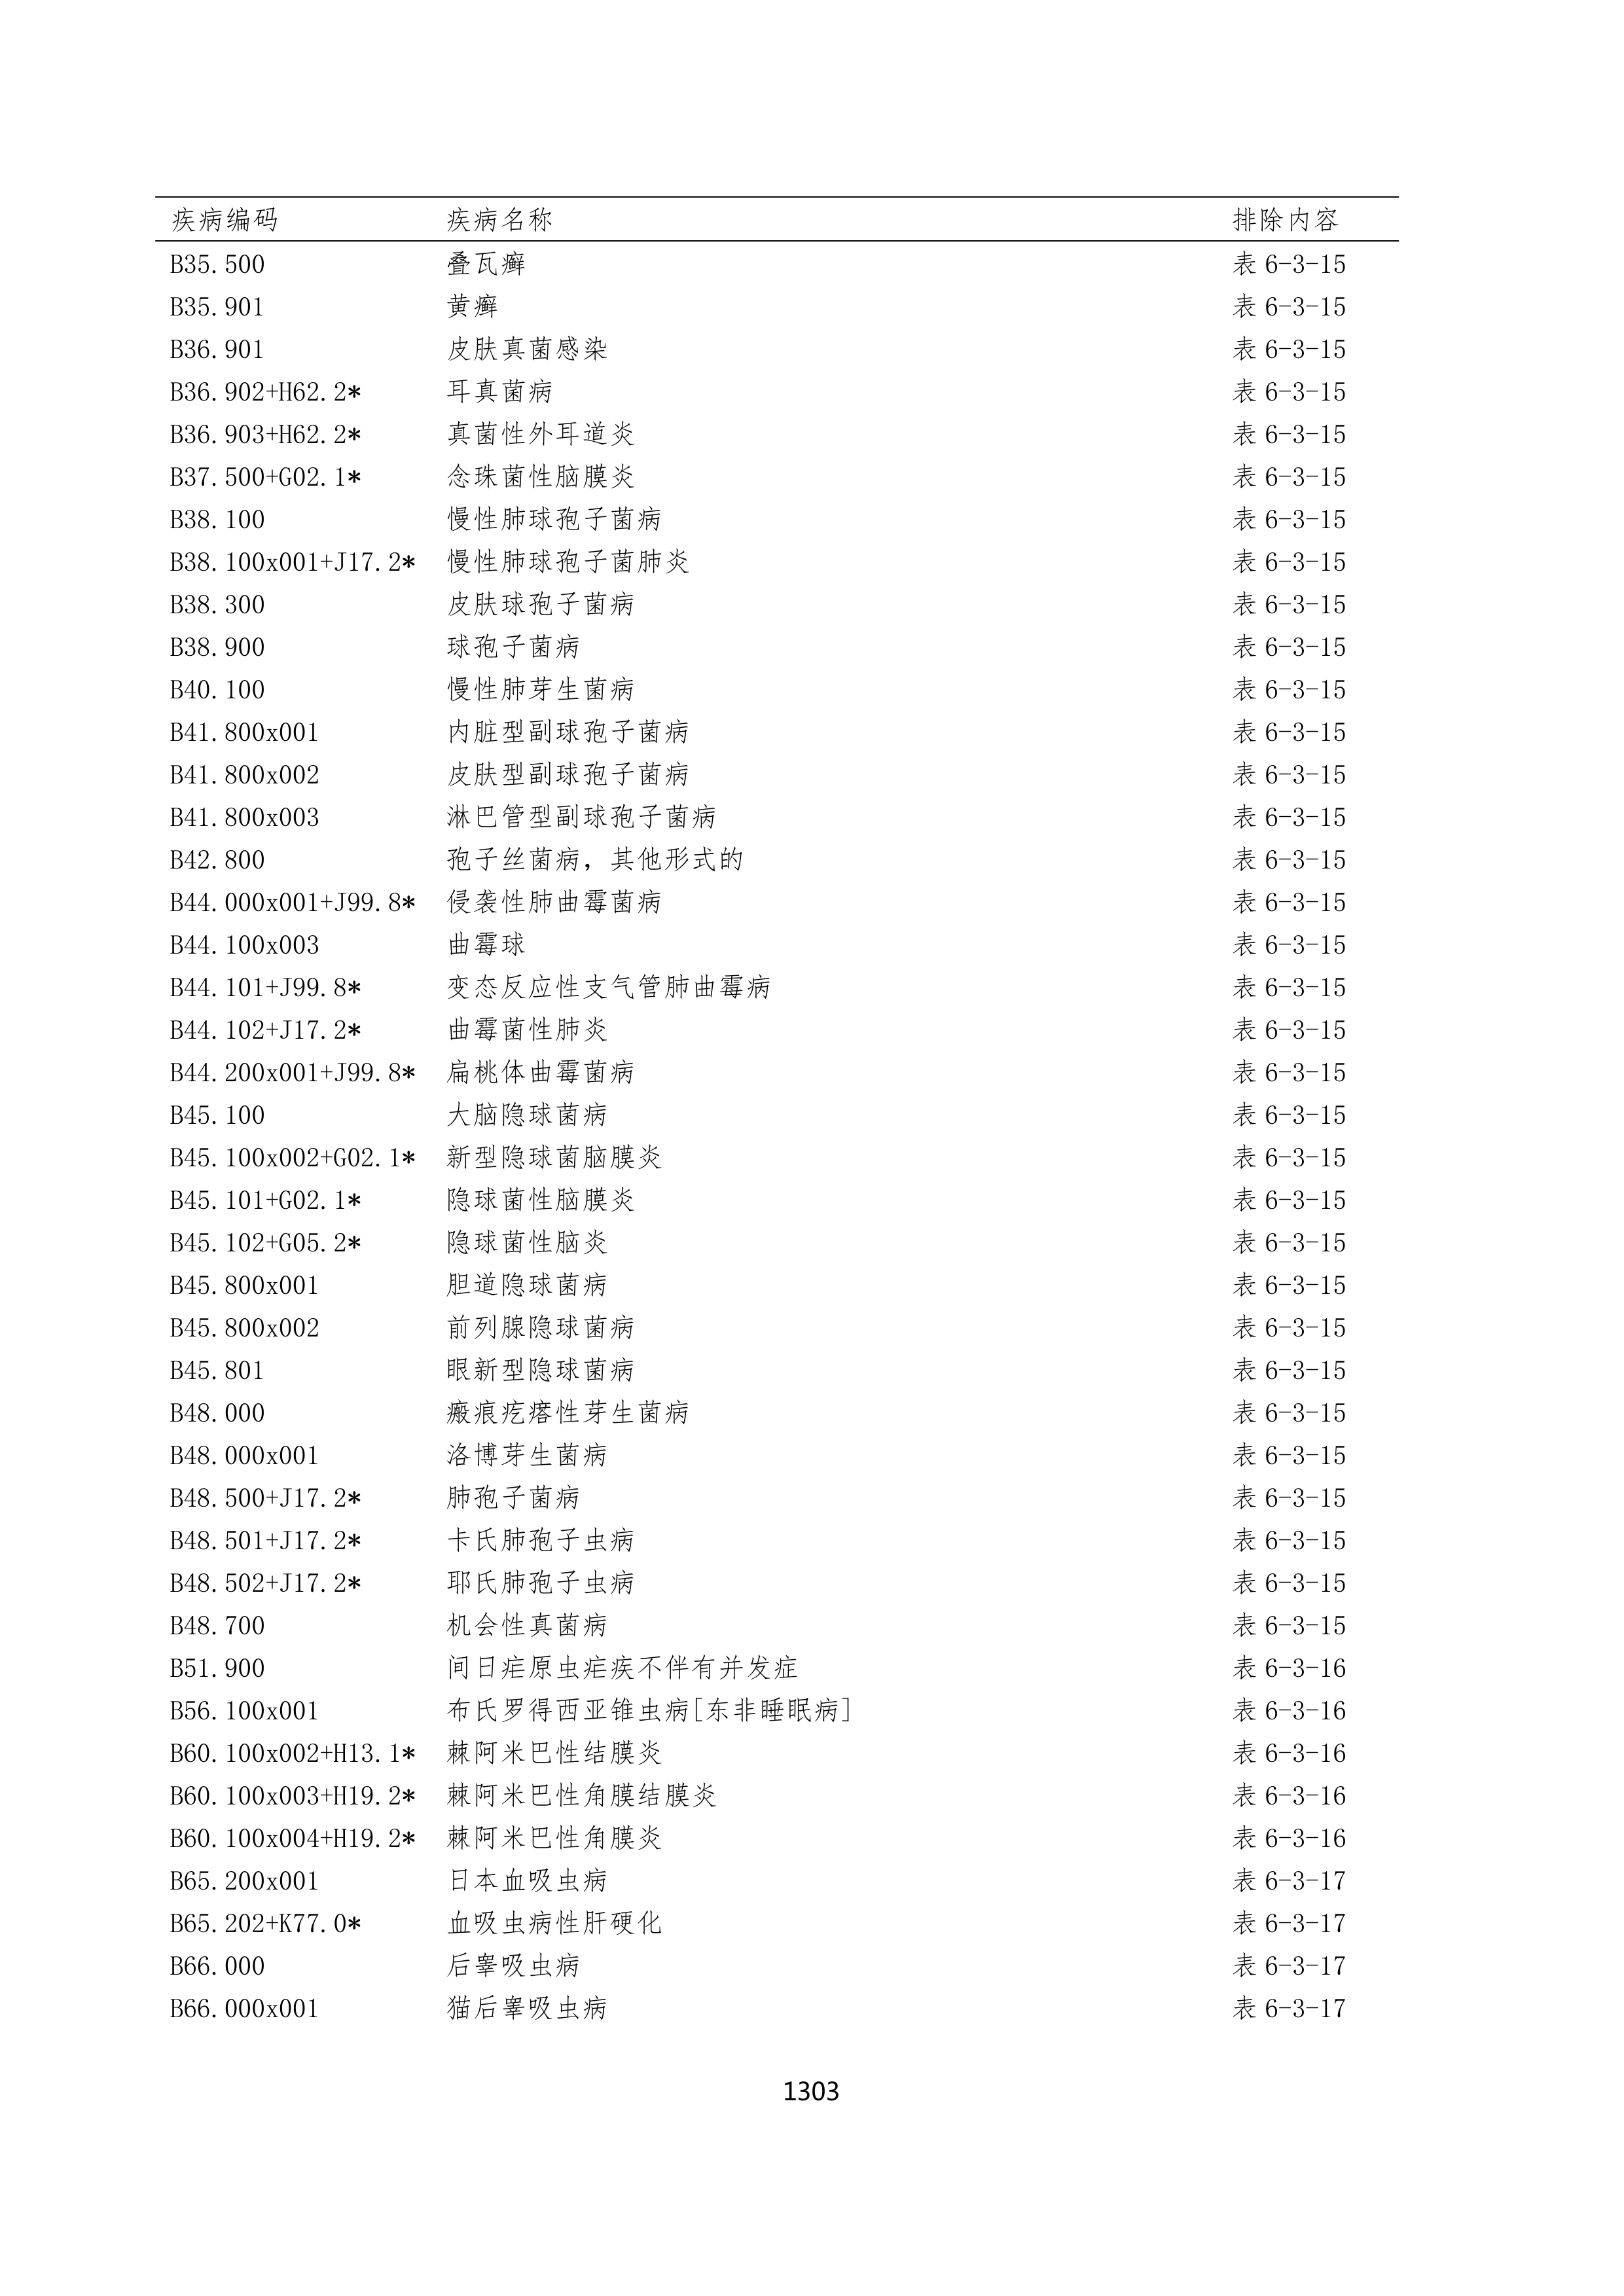 疾病编码 疾病名称 排除内容
B35.500 叠瓦癣 表 6-3-15
B35.901 黄癣 表 6-3-15
B36.901 皮肤真菌感染 表 6-3-15
B36.902+H62.2* 耳真菌病 表 6-3-15
B36.903+H62.2* 真菌性外耳道炎 表 6-3-15
B37.500+G02.1* 念珠菌性脑膜炎 表 6-3-15
B38.100 慢性肺球孢子菌病 表 6-3-15
B38.100x001+J17.2* 慢性肺球孢子菌肺炎 表 6-3-15
B38.300 皮肤球孢子菌病 表 6-3-15
B38.900 球孢子菌病 表 6-3-15
B40.100 慢性肺芽生菌病 表 6-3-15
B41.800x001 内脏型副球孢子菌病 表 6-3-15
B41.800x002 皮肤型副球孢子菌病 表 6-3-15
B41.800x003 淋巴管型副球孢子菌病 表 6-3-15
B42.800 孢子丝菌病，其他形式的 表 6-3-15
B44.000x001+J99.8* 侵袭性肺曲霉菌病 表 6-3-15
B44.100x003 曲霉球 表 6-3-15
B44.101+J99.8* 变态反应性支气管肺曲霉病 表 6-3-15
B44.102+J17.2* 曲霉菌性肺炎 表 6-3-15
B44.200x001+J99.8* 扁桃体曲霉菌病 表 6-3-15
B45.100 大脑隐球菌病 表 6-3-15
B45.100x002+G02.1* 新型隐球菌脑膜炎 表 6-3-15
B45.101+G02.1* 隐球菌性脑膜炎 表 6-3-15
B45.102+G05.2* 隐球菌性脑炎 表 6-3-15
B45.800x001 胆道隐球菌病 表 6-3-15
B45.800x002 前列腺隐球菌病 表 6-3-15
B45.801 眼新型隐球菌病 表 6-3-15
B48.000 瘢痕疙瘩性芽生菌病 表 6-3-15
B48.000x001 洛博芽生菌病 表 6-3-15
B48.500+J17.2* 肺孢子菌病 表 6-3-15
B48.501+J17.2* 卡氏肺孢子虫病 表 6-3-15
B48.502+J17.2* 耶氏肺孢子虫病 表 6-3-15
B48.700 机会性真菌病 表 6-3-15
B51.900 间日疟原虫疟疾不伴有并发症 表 6-3-16
B56.100x001 布氏罗得西亚锥虫病[东非睡眠病] 表 6-3-16
B60.100x002+H13.1* 棘阿米巴性结膜炎 表 6-3-16
B60.100x003+H19.2* 棘阿米巴性角膜结膜炎 表 6-3-16
B60.100x004+H19.2* 棘阿米巴性角膜炎 表 6-3-16
B65.200x001 日本血吸虫病 表 6-3-17
B65.202+K77.0* 血吸虫病性肝硬化 表 6-3-17
B66.000 后睾吸虫病 表 6-3-17
B66.000x001 猫后睾吸虫病 表 6-3-17
1303